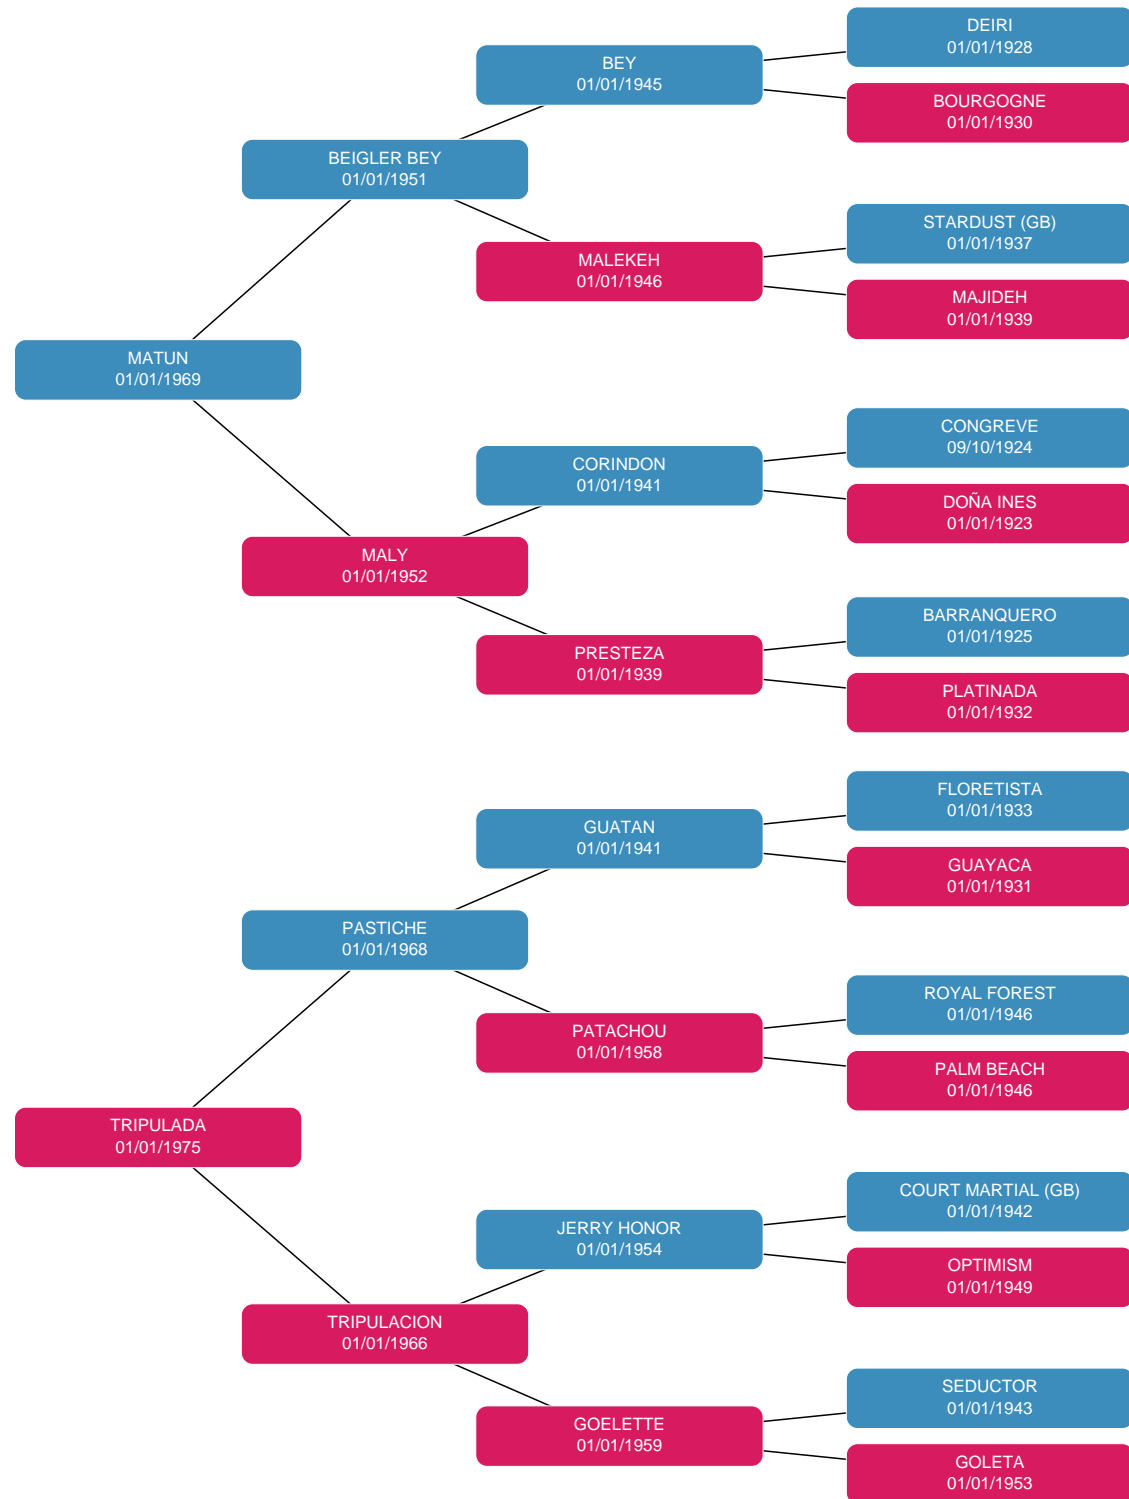 DEIRI
01/01/1928
BEY
01/01/1945
BOURGOGNE
01/01/1930
BEIGLER BEY
01/01/1951
STARDUST (GB)
01/01/1937
MALEKEH
01/01/1946
MAJIDEH
01/01/1939
MATUN
01/01/1969
CONGREVE
09/10/1924
CORINDON
01/01/1941
DOÑA INES
01/01/1923
MALY
01/01/1952
BARRANQUERO
01/01/1925
PRESTEZA
01/01/1939
PLATINADA
01/01/1932
FLORETISTA
01/01/1933
GUATAN
01/01/1941
GUAYACA
01/01/1931
PASTICHE
01/01/1968
ROYAL FOREST
01/01/1946
PATACHOU
01/01/1958
PALM BEACH
01/01/1946
TRIPULADA
01/01/1975
COURT MARTIAL (GB)
01/01/1942
JERRY HONOR
01/01/1954
OPTIMISM
01/01/1949
TRIPULACION
01/01/1966
SEDUCTOR
01/01/1943
GOELETTE
01/01/1959
GOLETA
01/01/1953